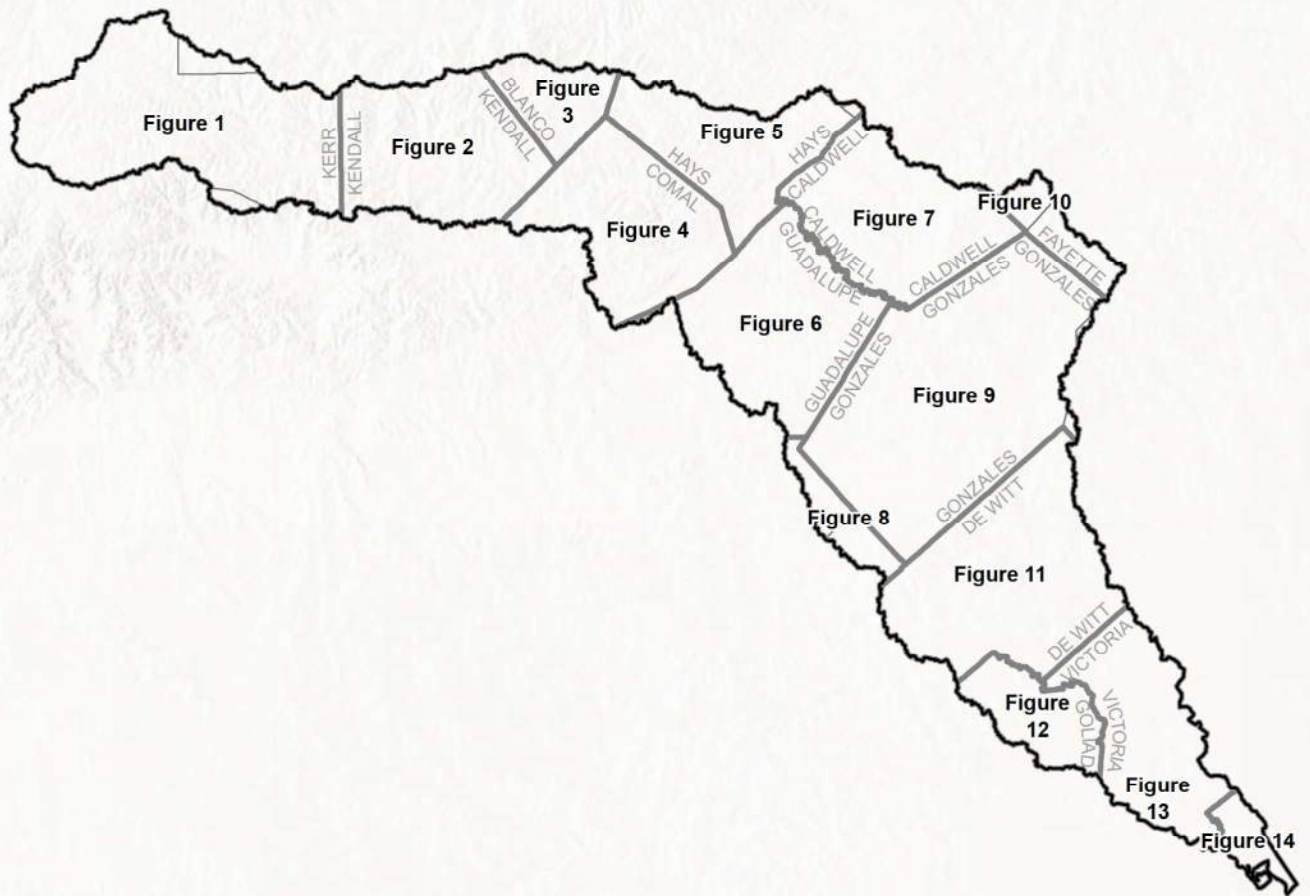 Figure 1
KERR
KENDALL
Figure 2
BLANCO
KENDALL
Figure
3
Figure 4
HAYS
COMAL
Figure 5
HAYS
CALDWELL
Figure 6
CALDWELL
GUADALUPE
Figure 7
CALDWELL
GONZALES
Figure 10
FAYETTE
GONZALES
GUADALUPE
GONZALES
Figure 9
Figure 8
GONZALES
DE WITT
Figure 11
DE WITT
VICTORIA
Figure
12
GOLIAD
VICTORIA
Figure
13
Figure 14